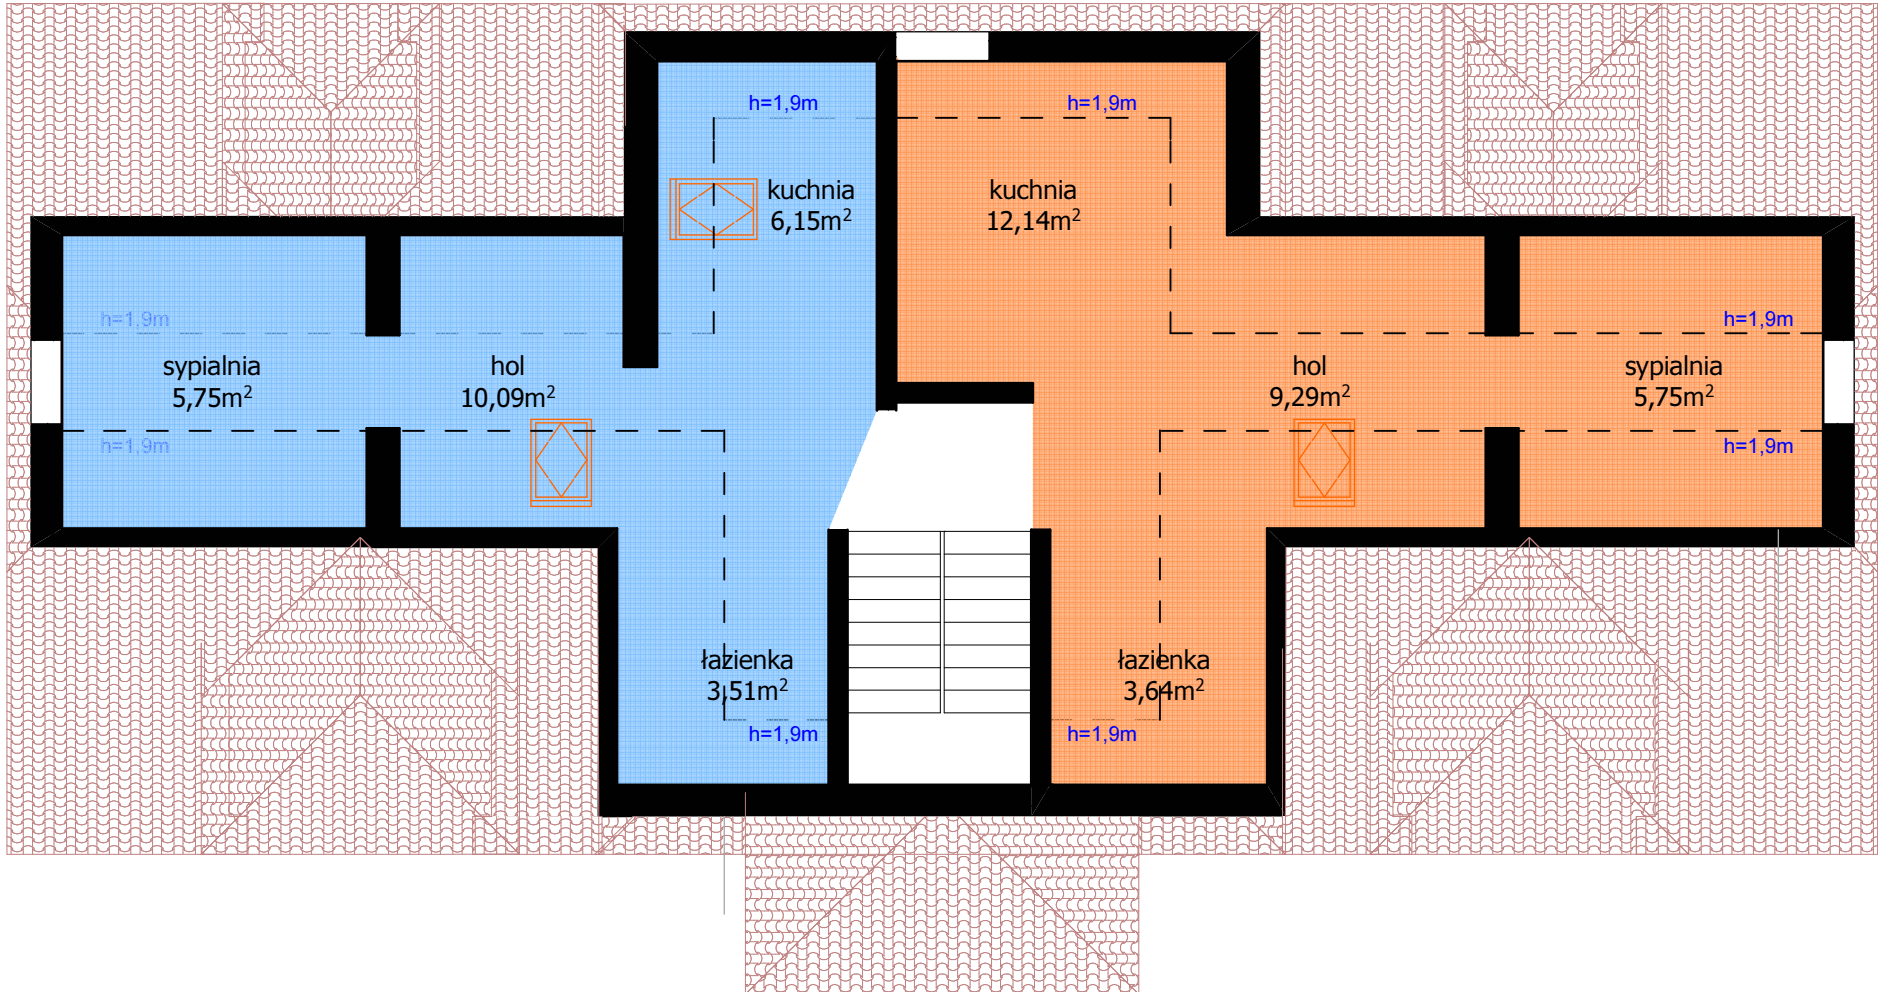 h=1,9m
h=1,9m
kuchnia
6,15m²
kuchnia
12,14m²
h=1,9m
h=1,9m
sypialnia
5,75m²
hol
10,09m²
hol
9,29m²
sypialnia
5,75m²
h=1,9m
h=1,9m
łazienka
3,51m²
łazienka
3,64m²
h=1,9m
h=1,9m